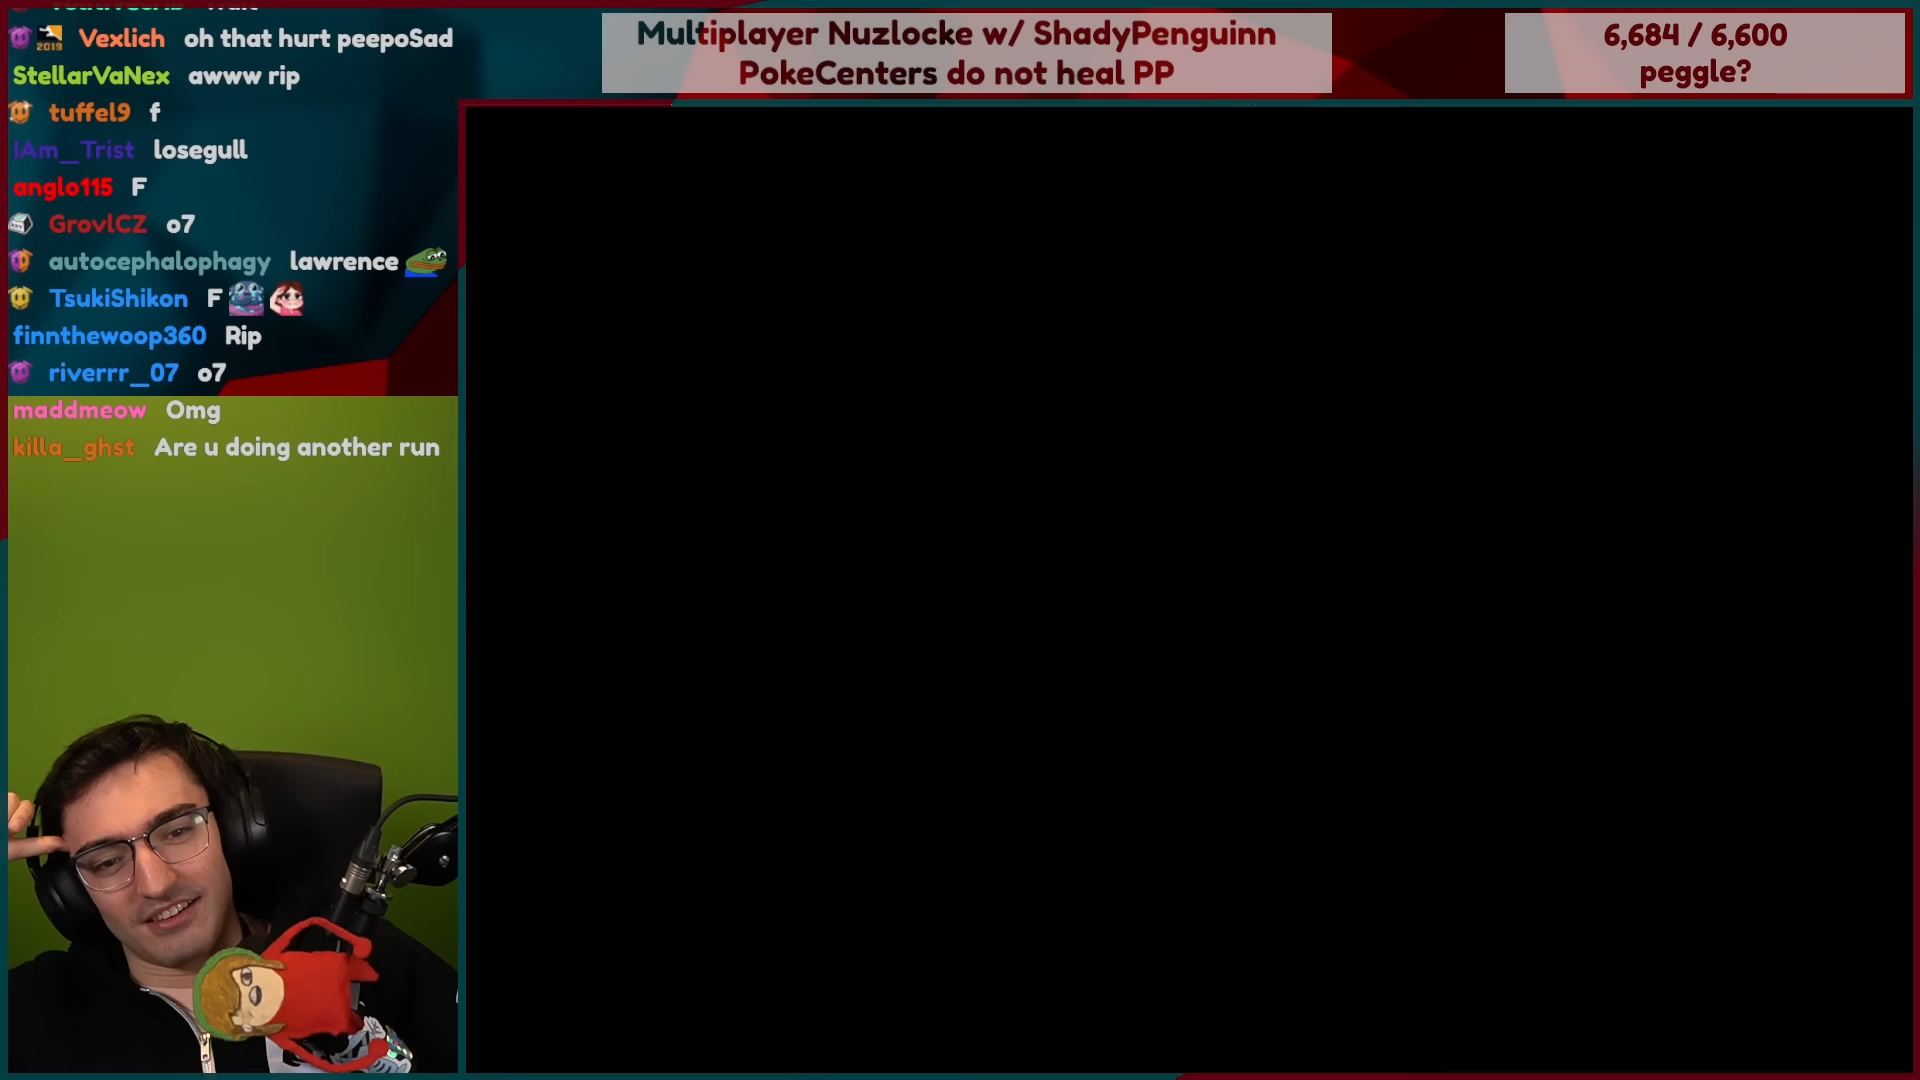 Vexlich oh that hurt peepoSad
StellarVaNex awww rip
tuffel9 f
IAm_Trist losegull
anglo115 F
GrovlCZ o7
autocephalophagy lawrence
TsukiShikon F
finnthewoop360 Rip
riverrr_07 o7
maddmeow Omg
killa_ghst Are u doing another run
Multiplayer Nuzlocke w/ ShadyPenguinn
PokeCenters do not heal PP
6,684 / 6,600
peggle?